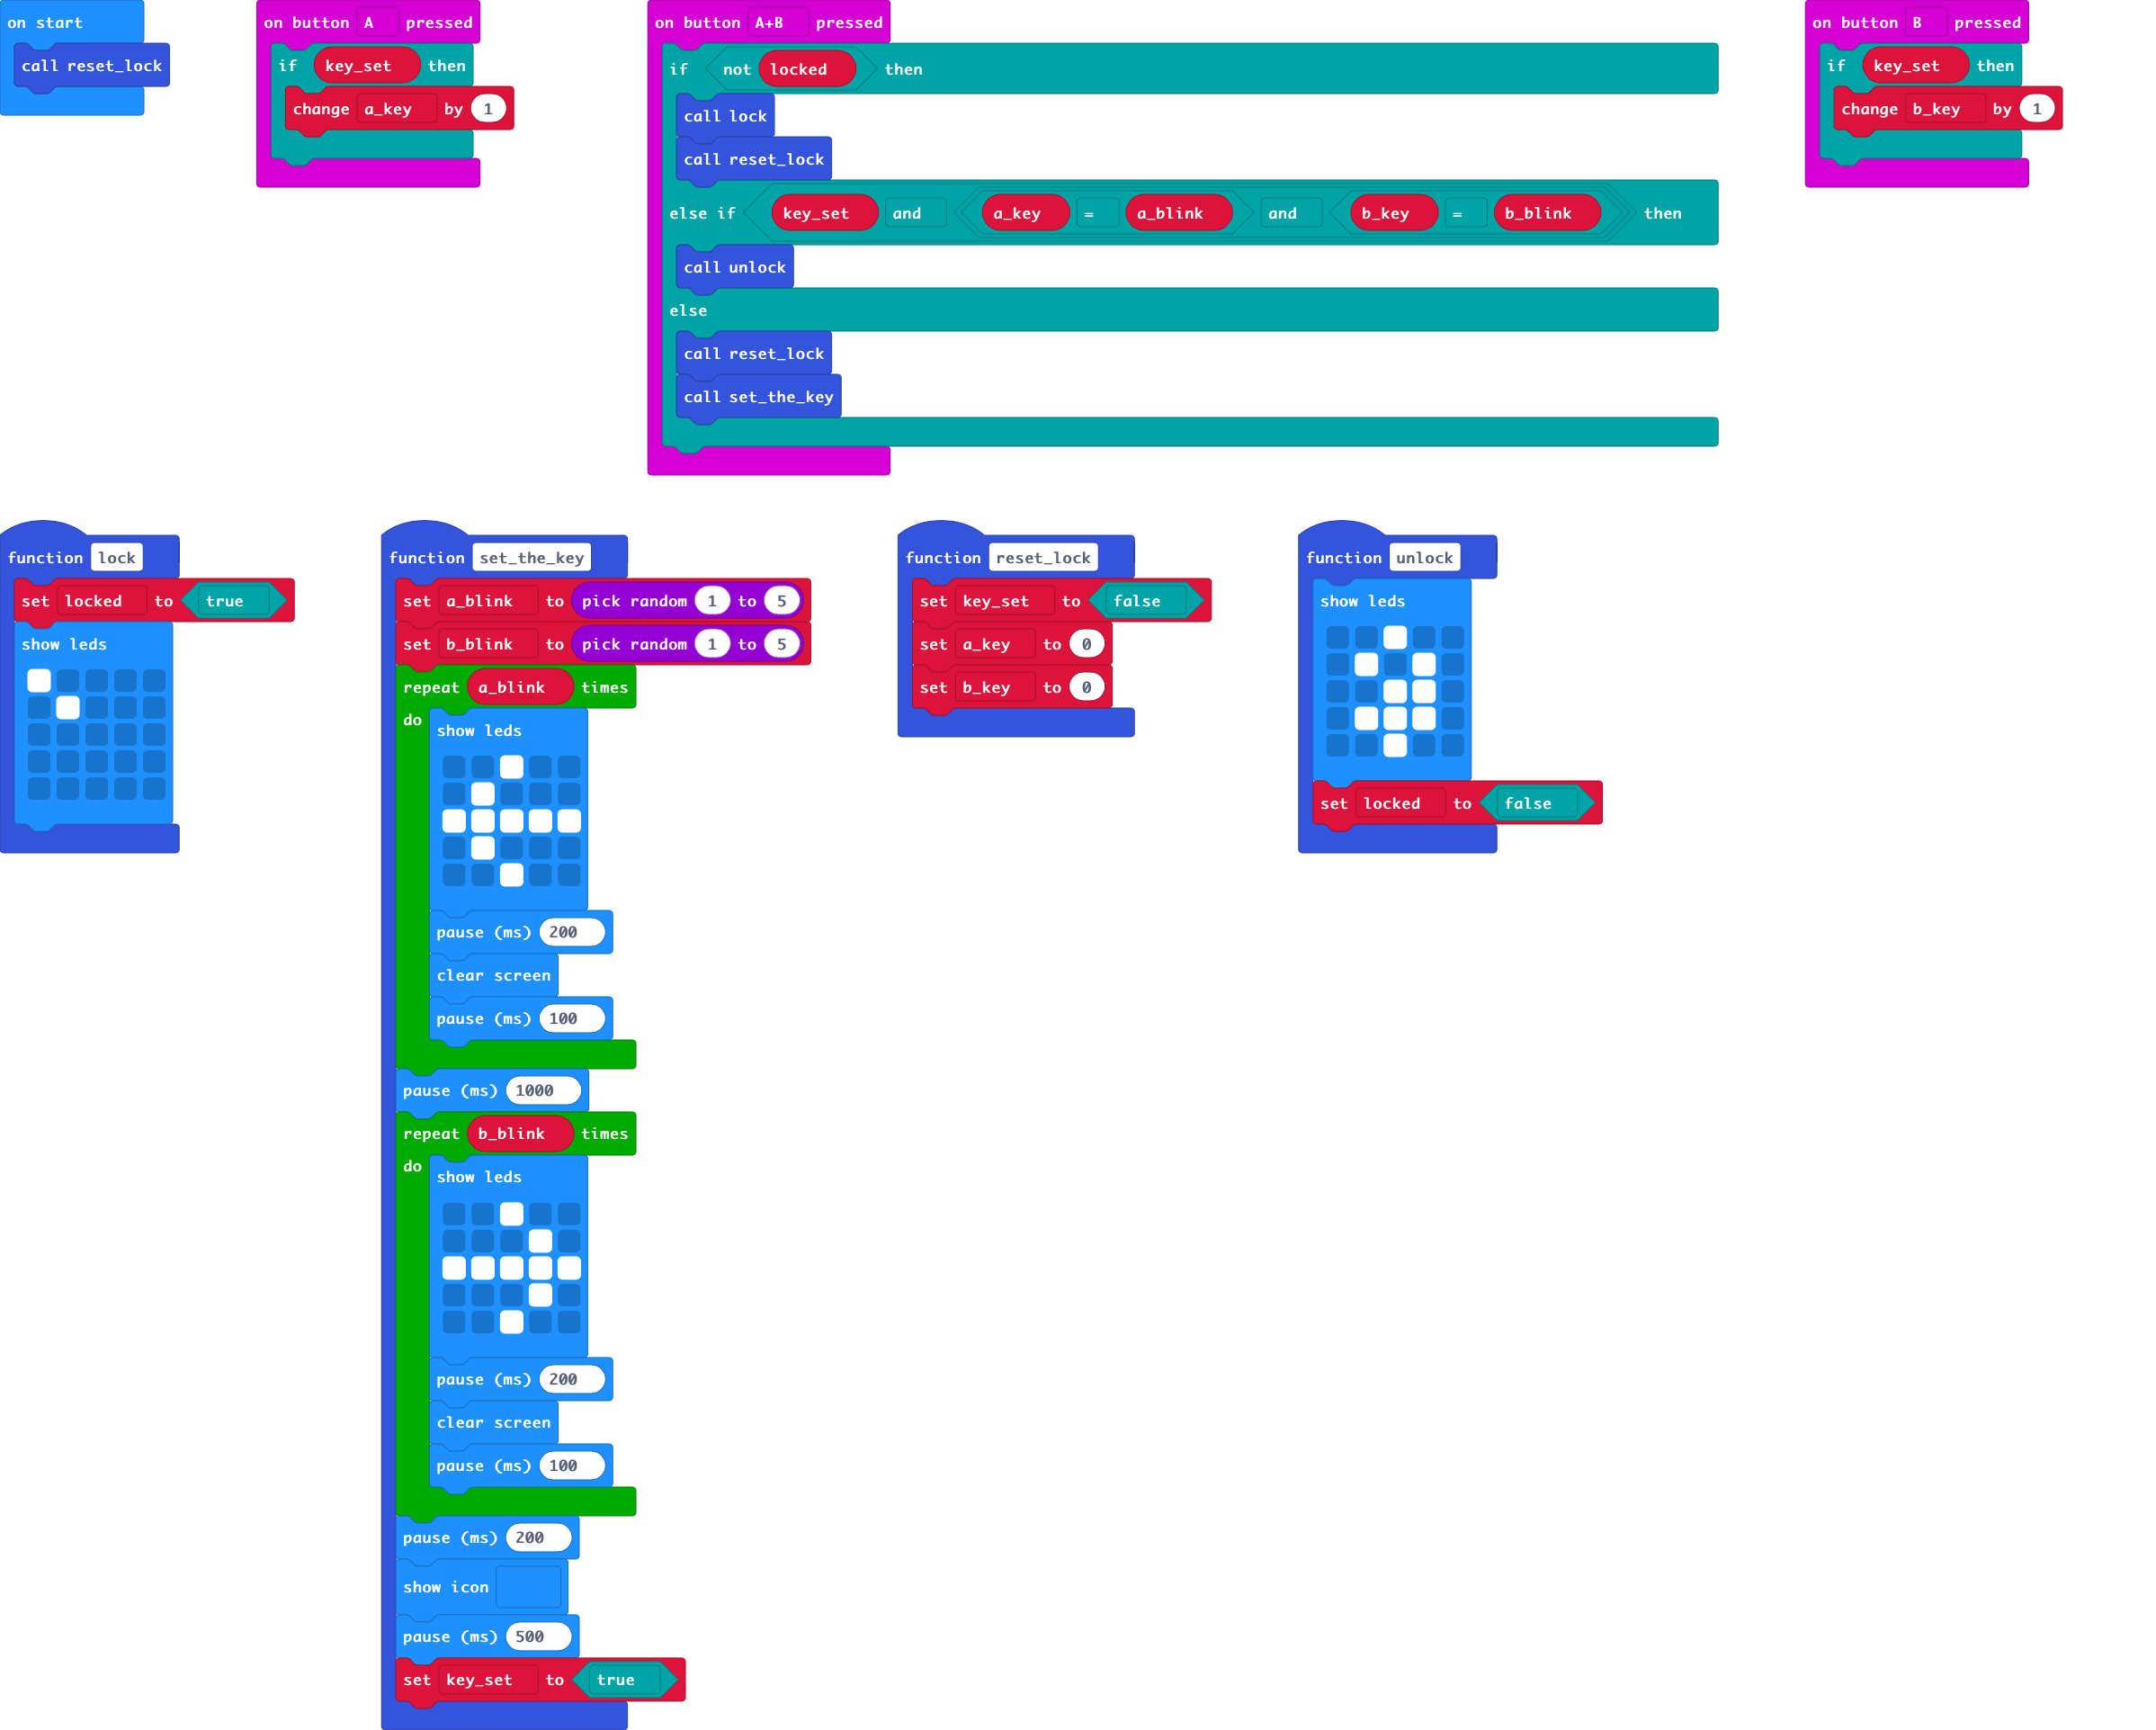 on start
call reset_lock
on button A pressed
if key_set then
change a_key by 1
on button A+B pressed
if not locked then
call lock
call reset_lock
else if key_set and a_key = a_blink and b_key = b_blink then
call unlock
else
call reset_lock
call set_the_key
on button B pressed
if key_set then
change b_key by 1
function lock
set locked to true
show leds
function set_the_key
set a_blink to pick random 1 to 5
set b_blink to pick random 1 to 5
repeat a_blink times
do
show leds
pause (ms) 200
clear screen
pause (ms) 100
pause (ms) 1000
repeat b_blink times
do
show leds
pause (ms) 200
clear screen
pause (ms) 100
pause (ms) 200
show icon
pause (ms) 500
set key_set to true
function reset_lock
set key_set to false
set a_key to 0
set b_key to 0
function unlock
show leds
set locked to false